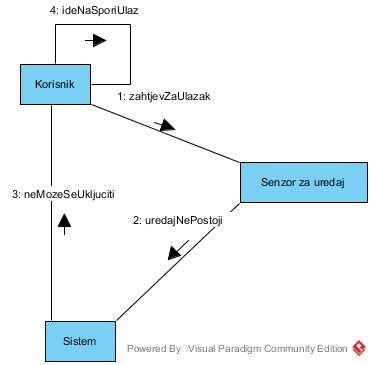 4: ideNaSporiUlaz
Korisnik
1: zahtjevZaUlazak
Senzor za uredaj
3: neMozeSeUkljuciti
2: uredajNePostoji
Sistem
Powered By Visual Paradigm Community Edition